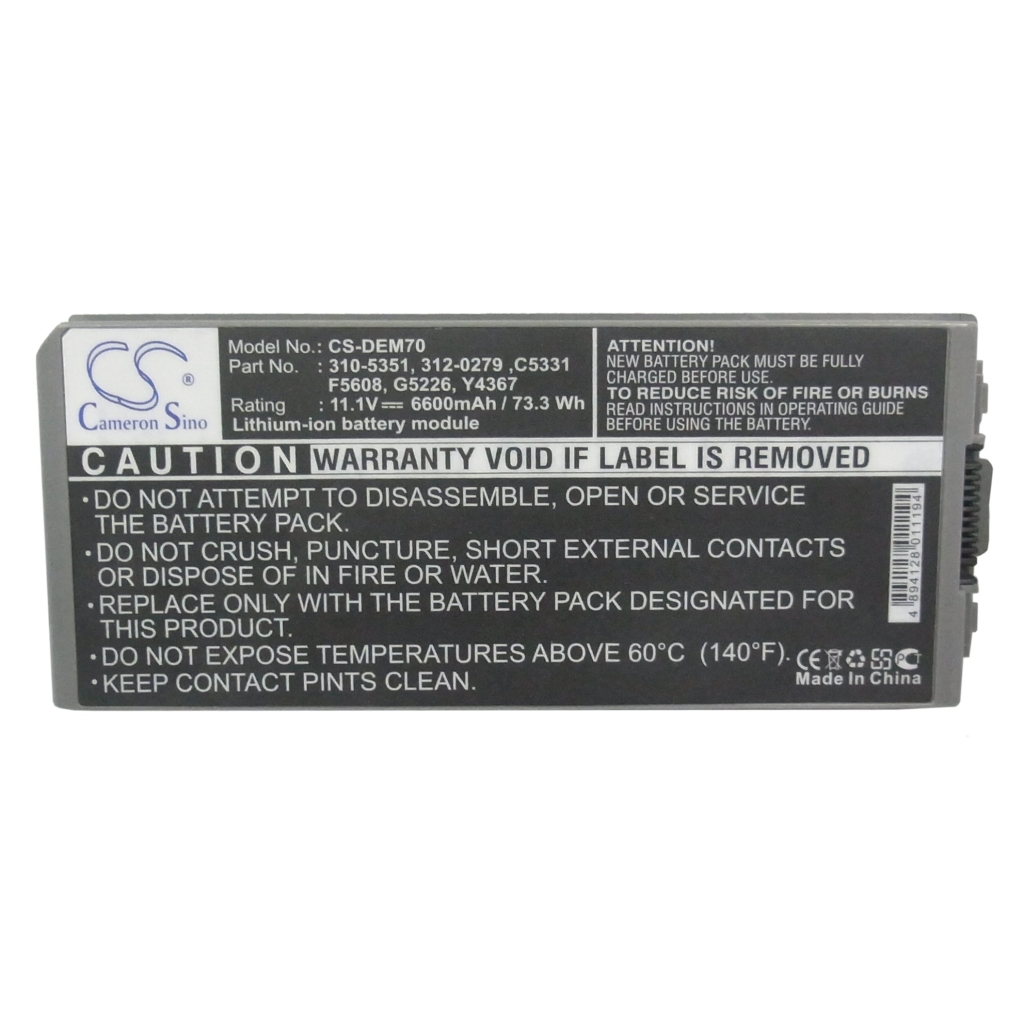 CS ®
Cameron Sino
Model No.: CS-DEM70
Part No. : 310-5351, 312-0279 ,C5331
F5608, G5226, Y4367
Rating : 11.1V⎓ 6600mAh / 73.3 Wh
Lithium-ion battery module
ATTENTION!
NEW BATTERY PACK MUST BE FULLY
CHARGED BEFORE USE.
TO REDUCE RISK OF FIRE OR BURNS
READ INSTRUCTIONS IN OPERATING GUIDE
BEFORE USING THE BATTERY.
CAUTION WARRANTY VOID IF LABEL IS REMOVED
·DO NOT ATTEMPT TO DISASSEMBLE, OPEN OR SERVICE
THE BATTERY PACK.
·DO NOT CRUSH, PUNCTURE, SHORT EXTERNAL CONTACTS
OR DISPOSE OF IN FIRE OR WATER.
·REPLACE ONLY WITH THE BATTERY PACK DESIGNATED FOR
THIS PRODUCT.
·DO NOT EXPOSE TEMPERATURES ABOVE 60°C (140°F).
·KEEP CONTACT PINTS CLEAN.
4 894128 011194
CE
Made In China